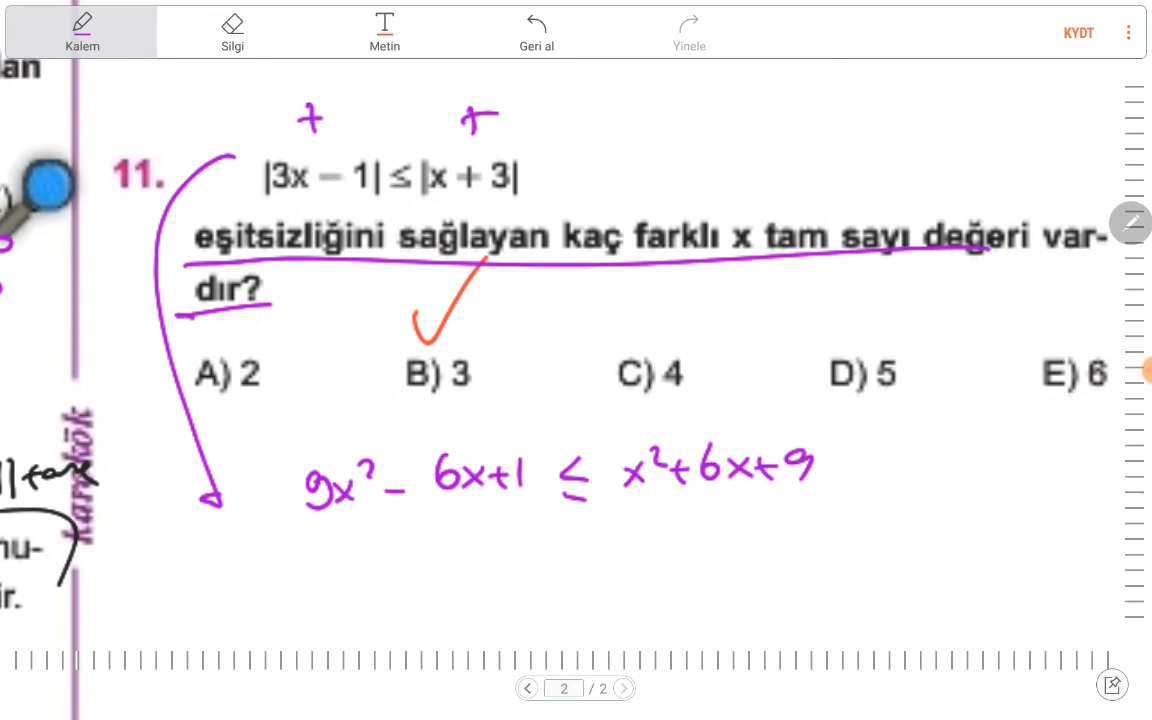 Kalem Silgi Metin Geri al Yinele KYDT
an
+ +
11. |3x – 1| ≤ |x + 3|
eşitsizliğini sağlayan kaç farklı x tam sayı değeri var-
dır?
A) 2 B) 3 C) 4 D) 5 E) 6
karekök
9x² - 6x+1 ≤ x²+6x+9
nu-
ir.
2 / 2